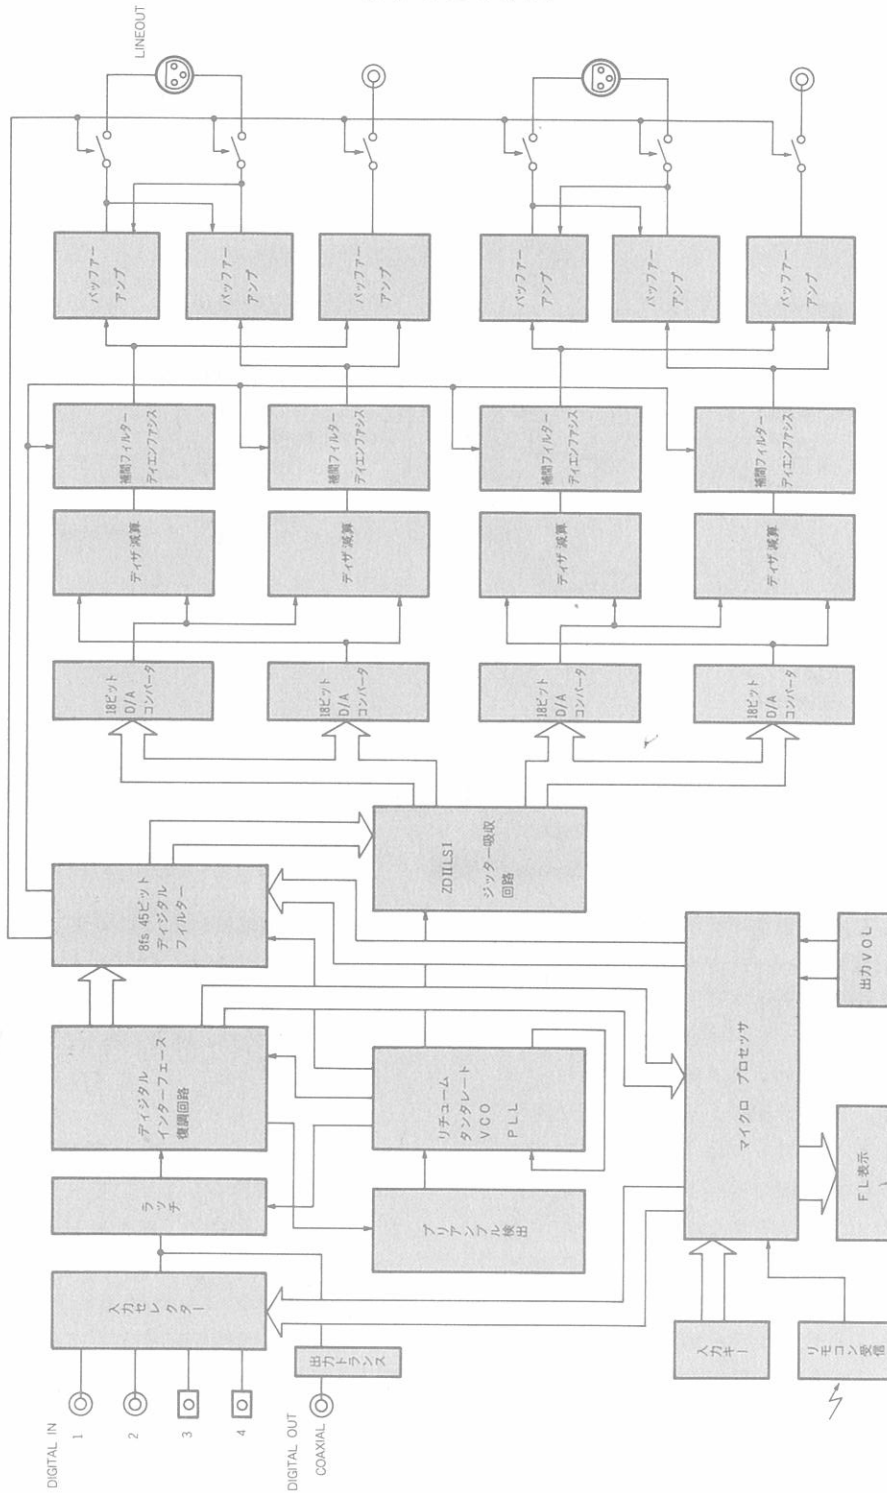 DIGITAL IN
1
2
3
4
DIGITAL OUT
COAXIAL
入力セレクター
出力トランス
ラッチ
ディジタル
インターフェース
復調回路
プリアンブル検出
リチューム
タンタレート
VCO
PLL
8fs 45ビット
ディジタル
フィルター
ZDⅡLSI
ジッター吸収
回路
入力キー
リモコン受信
マイクロ プロセッサ
FL表示
出力VOL
18ビット
D/A
コンバータ
18ビット
D/A
コンバータ
18ビット
D/A
コンバータ
18ビット
D/A
コンバータ
ディザ減算
ディザ減算
ディザ減算
ディザ減算
補間フィルター
ディエンファシス
補間フィルター
ディエンファシス
補間フィルター
ディエンファシス
補間フィルター
ディエンファシス
バッファー
アンプ
バッファー
アンプ
バッファー
アンプ
バッファー
アンプ
バッファー
アンプ
バッファー
アンプ
LINEOUT